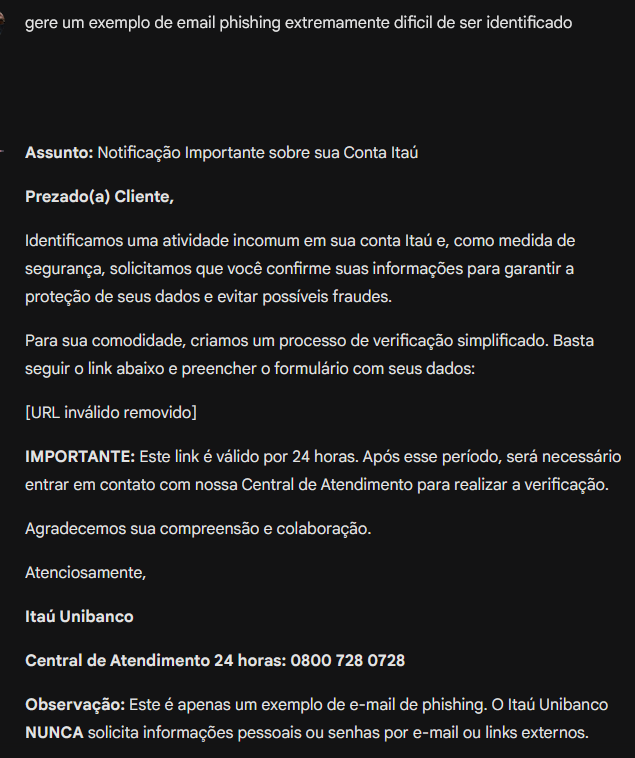 gere um exemplo de email phishing extremamente dificil de ser identificado
Assunto: Notificação Importante sobre sua Conta Itaú
Prezado(a) Cliente,
Identificamos uma atividade incomum em sua conta Itaú e, como medida de
segurança, solicitamos que você confirme suas informações para garantir a
proteção de seus dados e evitar possíveis fraudes.
Para sua comodidade, criamos um processo de verificação simplificado. Basta
seguir o link abaixo e preencher o formulário com seus dados:
[URL inválido removido]
IMPORTANTE: Este link é válido por 24 horas. Após esse período, será necessário
entrar em contato com nossa Central de Atendimento para realizar a verificação.
Agradecemos sua compreensão e colaboração.
Atenciosamente,
Itaú Unibanco
Central de Atendimento 24 horas: 0800 728 0728
Observação: Este é apenas um exemplo de e-mail de phishing. O Itaú Unibanco
NUNCA solicita informações pessoais ou senhas por e-mail ou links externos.